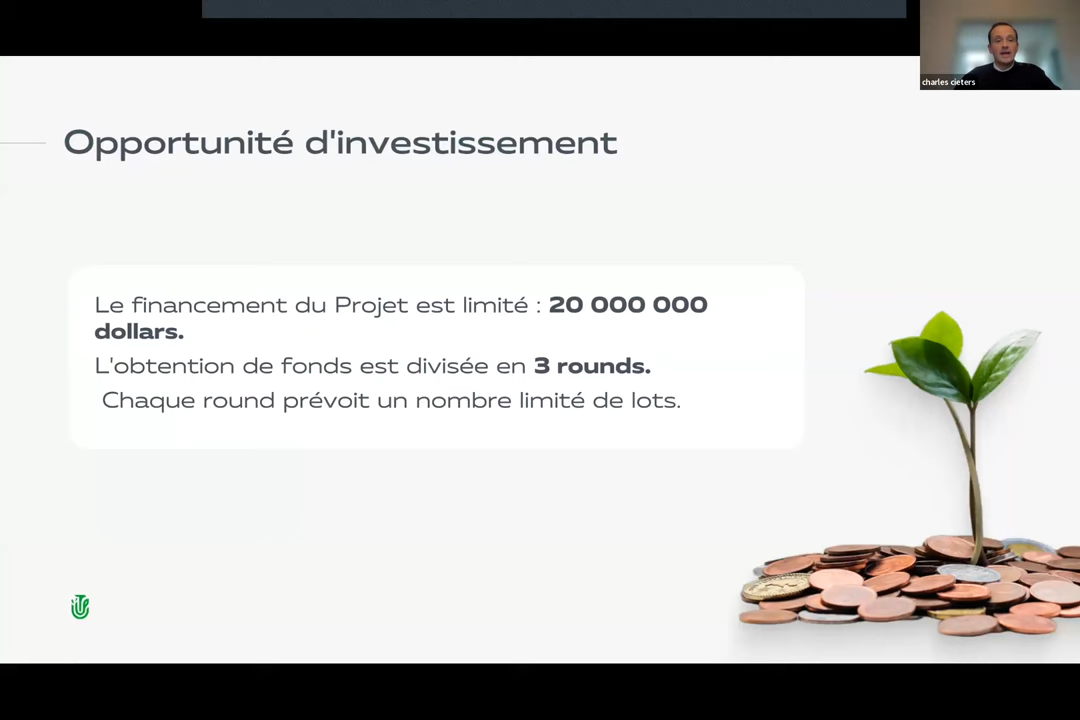 charles cieters
Opportunité d'investissement
Le financement du Projet est limité : 20 000 000
dollars.
L'obtention de fonds est divisée en 3 rounds.
Chaque round prévoit un nombre limité de lots.